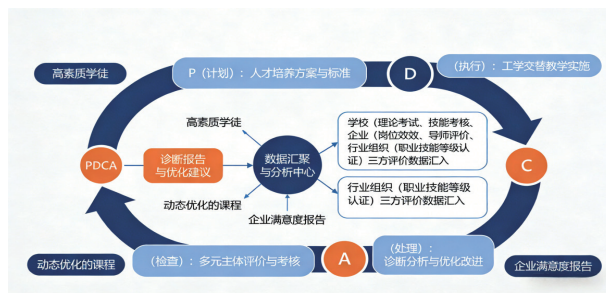 高素质学徒
P（计划）：人才培养方案与标准
D
（执行）：工学交替教学实施
高素质学徒
学校（理论考试、技能考核、
企业（岗位效效、导师评价、
行业组织（职业技能等级认
证）三方评价数据汇入
PDCA
诊断报告
与优化建议
数据汇聚
与分析中心
C
行业组织（职业技能等级
认证）三方评价数据汇入
动态优化的课程
企业满意度报告
动态优化的课程
（检查）：多元主体评价与考核
A
（处理）：
诊断分析与优化改进
企业满意度报告